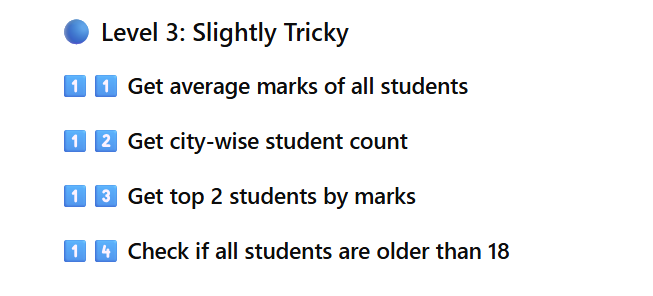 🔵 Level 3: Slightly Tricky
1️⃣ 1️⃣ Get average marks of all students
1️⃣ 2️⃣ Get city-wise student count
1️⃣ 3️⃣ Get top 2 students by marks
1️⃣ 4️⃣ Check if all students are older than 18